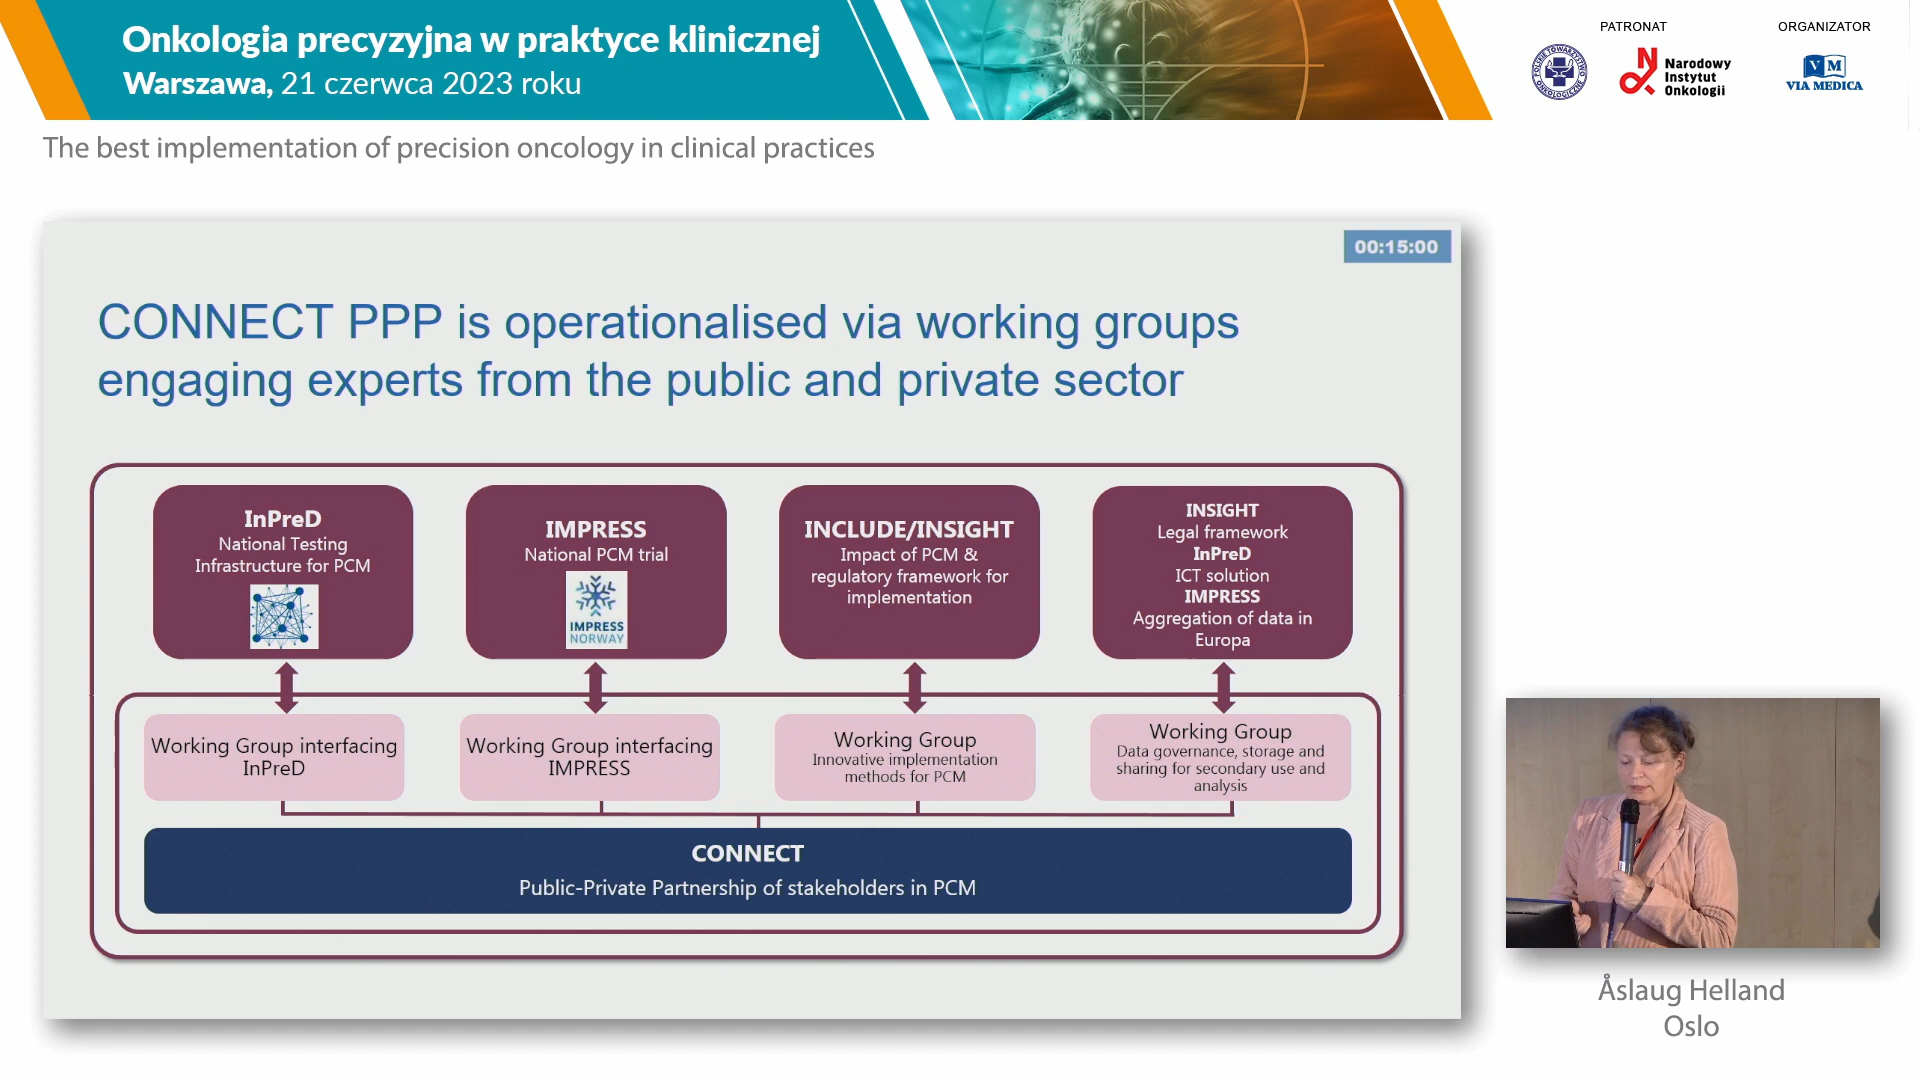 Onkologia precyzyjna w praktyce klinicznej
Warszawa, 21 czerwca 2023 roku
PATRONAT
ORGANIZATOR
POLSKIE TOWARZYSTWO
ONKOLOGICZNE
Narodowy
Instytut
Onkologii
VM
VIA MEDICA
The best implementation of precision oncology in clinical practices
00:15:00
CONNECT PPP is operationalised via working groups
engaging experts from the public and private sector
InPreD
National Testing
Infrastructure for PCM
IMPRESS
National PCM trial
IMPRESS
NORWAY
INCLUDE/INSIGHT
Impact of PCM &
regulatory framework for
implementation
INSIGHT
Legal framework
InPreD
ICT solution
IMPRESS
Aggregation of data in
Europa
Working Group interfacing
InPreD
Working Group interfacing
IMPRESS
Working Group
Innovative implementation
methods for PCM
Working Group
Data governance, storage and
sharing for secondary use and
analysis
CONNECT
Public-Private Partnership of stakeholders in PCM
Åslaug Helland
Oslo